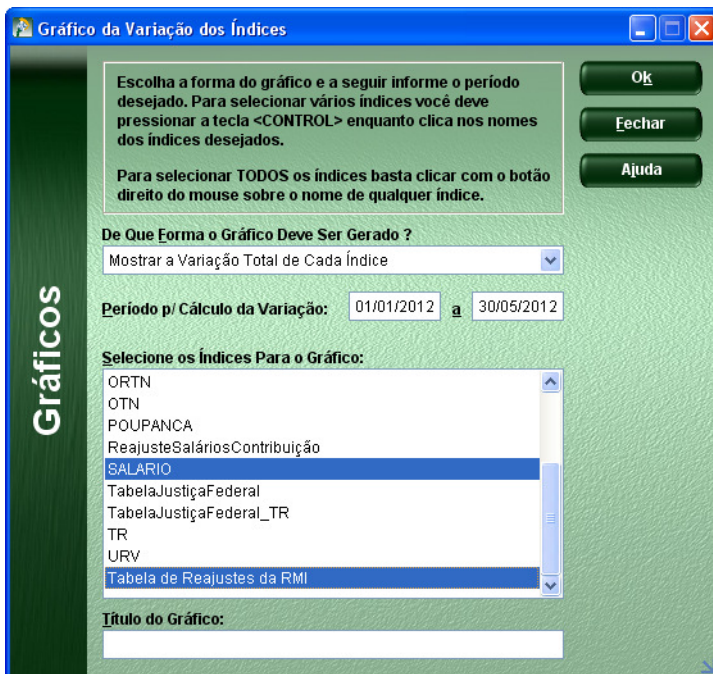 Gráfico da Variação dos Índices
Escolha a forma do gráfico e a seguir informe o período
desejado. Para selecionar vários índices você deve
pressionar a tecla <CONTROL> enquanto clica nos nomes
dos índices desejados.
Para selecionar TODOS os índices basta clicar com o botão
direito do mouse sobre o nome de qualquer índice.
Ok
Fechar
Ajuda
De Que Forma o Gráfico Deve Ser Gerado ?
Mostrar a Variação Total de Cada Índice
Período p/ Cálculo da Variação: 01/01/2012 a 30/05/2012
Selecione os Índices Para o Gráfico:
ORTN
OTN
POUPANCA
ReajusteSaláriosContribuição
SALARIO
TabelaJustiçaFederal
TabelaJustiçaFederal_TR
TR
URV
Tabela de Reajustes da RMI
Título do Gráfico:
Gráficos